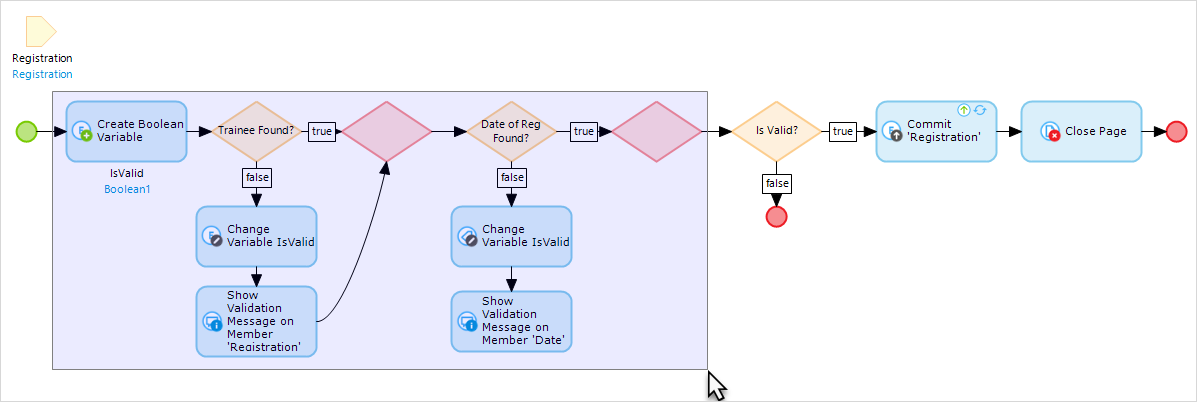 Registration
Registration
Create Boolean
Variable
IsValid
Boolean1
Trainee Found?
true
false
Change
Variable IsValid
Show
Validation
Message on
Member
'Registration'
Date of Reg
Found?
true
false
Change
Variable IsValid
Show
Validation
Message on
Member 'Date'
Is Valid?
true
false
Commit
'Registration'
Close Page